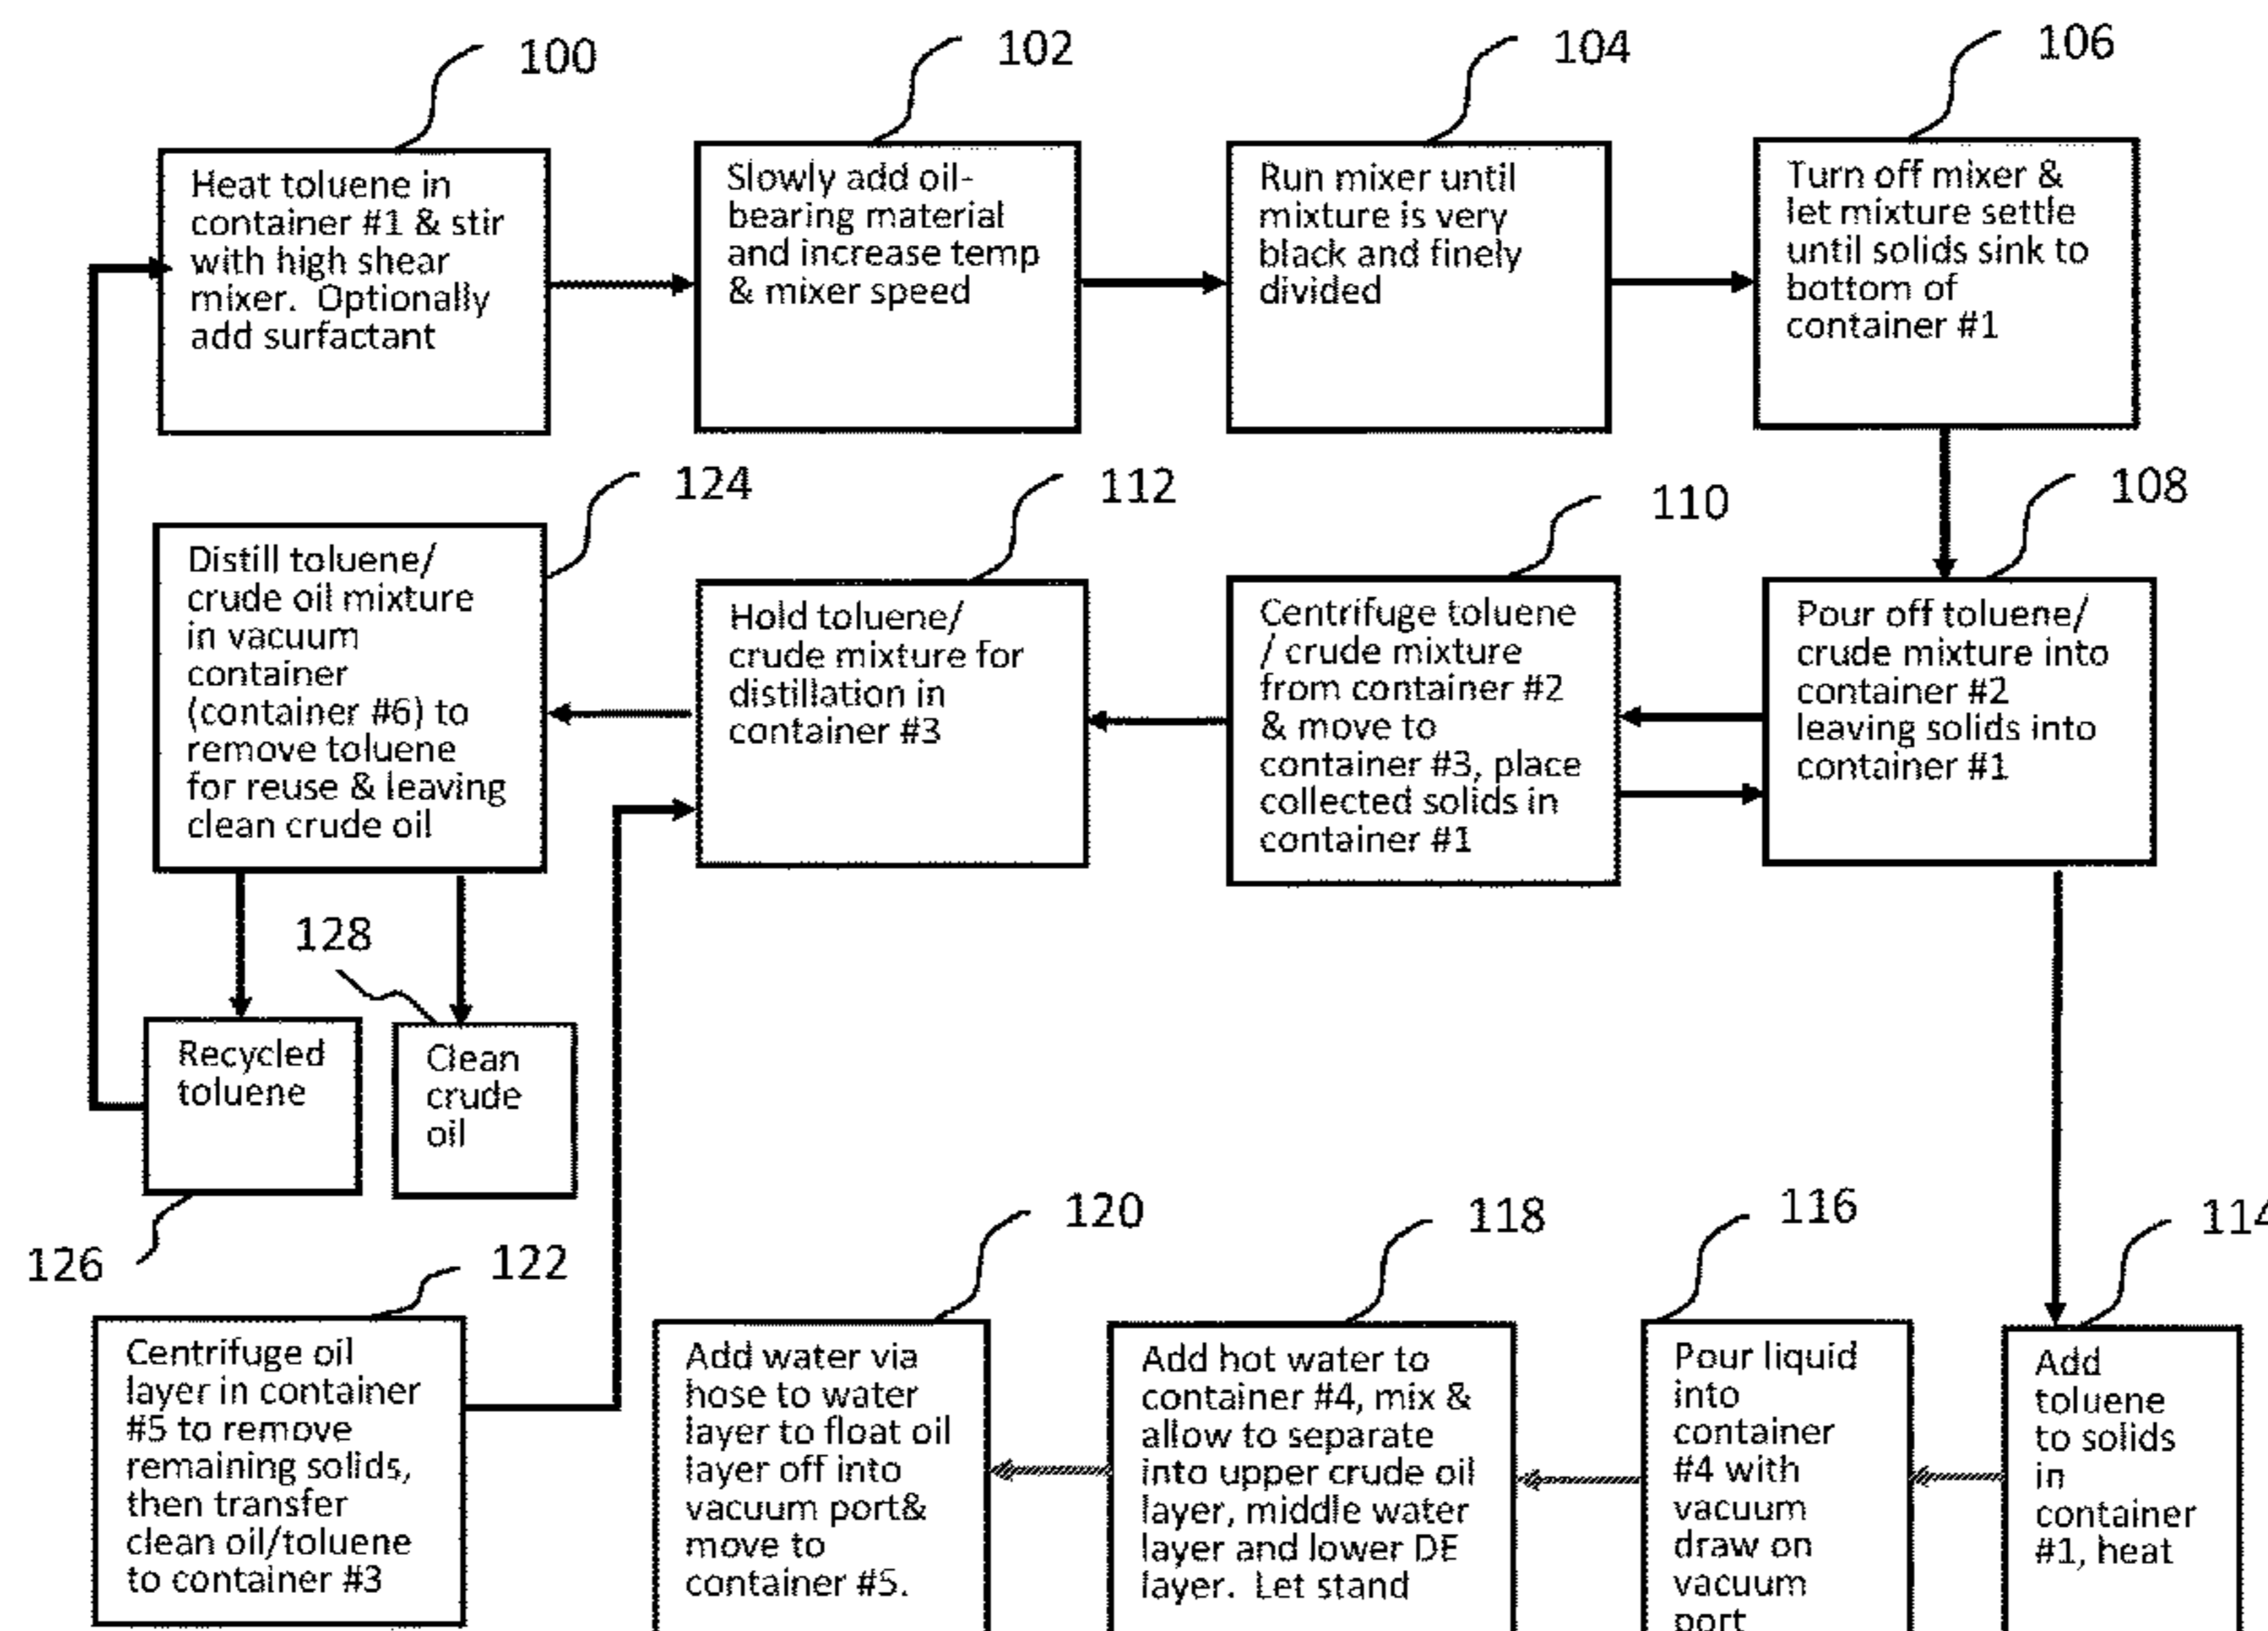 100
Heat toluene in
container #1 & stir
with high shear
mixer. Optionally
add surfactant
102
Slowly add oil-
bearing material
and increase temp
& mixer speed
104
Run mixer until
mixture is very
black and finely
divided
106
Turn off mixer &
let mixture settle
until solids sink to
bottom of
container #1
124
Distill toluene/
crude oil mixture
in vacuum
container
(container #6) to
remove toluene
for reuse & leaving
clean crude oil
112
Hold toluene/
crude mixture for
distillation in
container #3
110
Centrifuge toluene
/ crude mixture
from container #2
& move to
container #3, place
collected solids in
container #1
108
Pour off toluene/
crude mixture into
container #2
leaving solids into
container #1
128
Recycled
toluene
Clean
crude
oil
126
122
Centrifuge oil
layer in container
#5 to remove
remaining solids,
then transfer
clean oil/toluene
to container #3
120
Add water via
hose to water
layer to float oil
layer off into
vacuum port&
move to
container #5.
118
Add hot water to
container #4, mix &
allow to separate
into upper crude oil
layer, middle water
layer and lower DE
layer. Let stand
116
Pour liquid
into
container
#4 with
vacuum
draw on
vacuum
port
114
Add
toluene
to solids
in
container
#1, heat